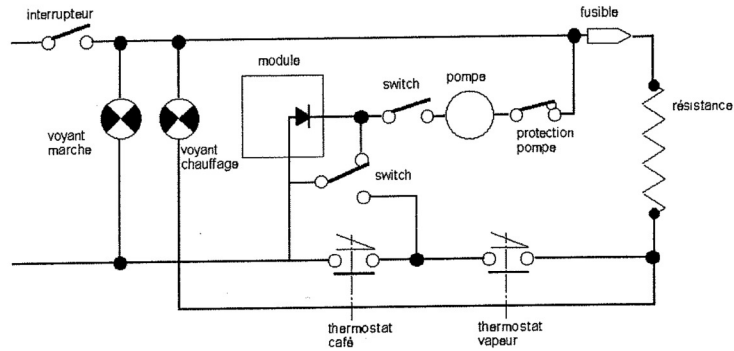 interrupteur
fusible
module
switch
pompe
résistance
voyant
marche
voyant
chauffage
protection
pompe
switch
thermostat
café
thermostat
vapeur